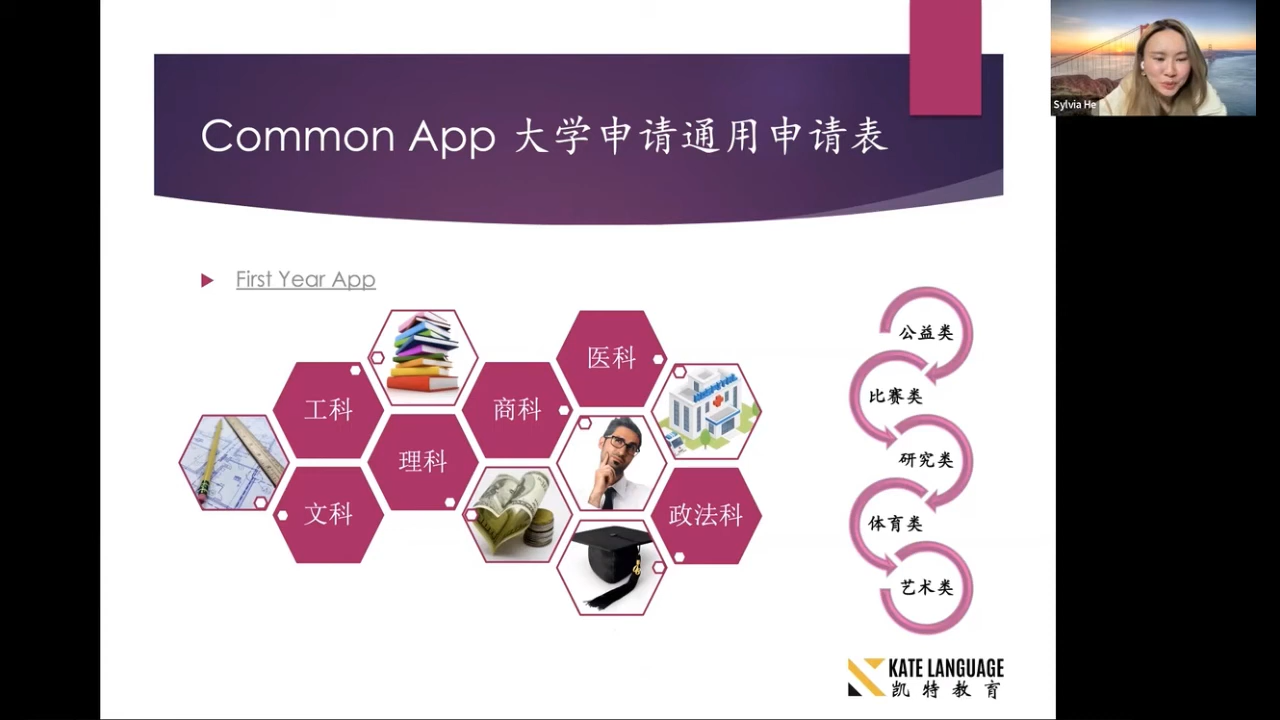 Common App 大学申请通用申请表
Sylvia He
First Year App
医科
工科
商科
理科
文科
政法科
公益类
比赛类
研究类
体育类
艺术类
KATE LANGUAGE
凯特教育